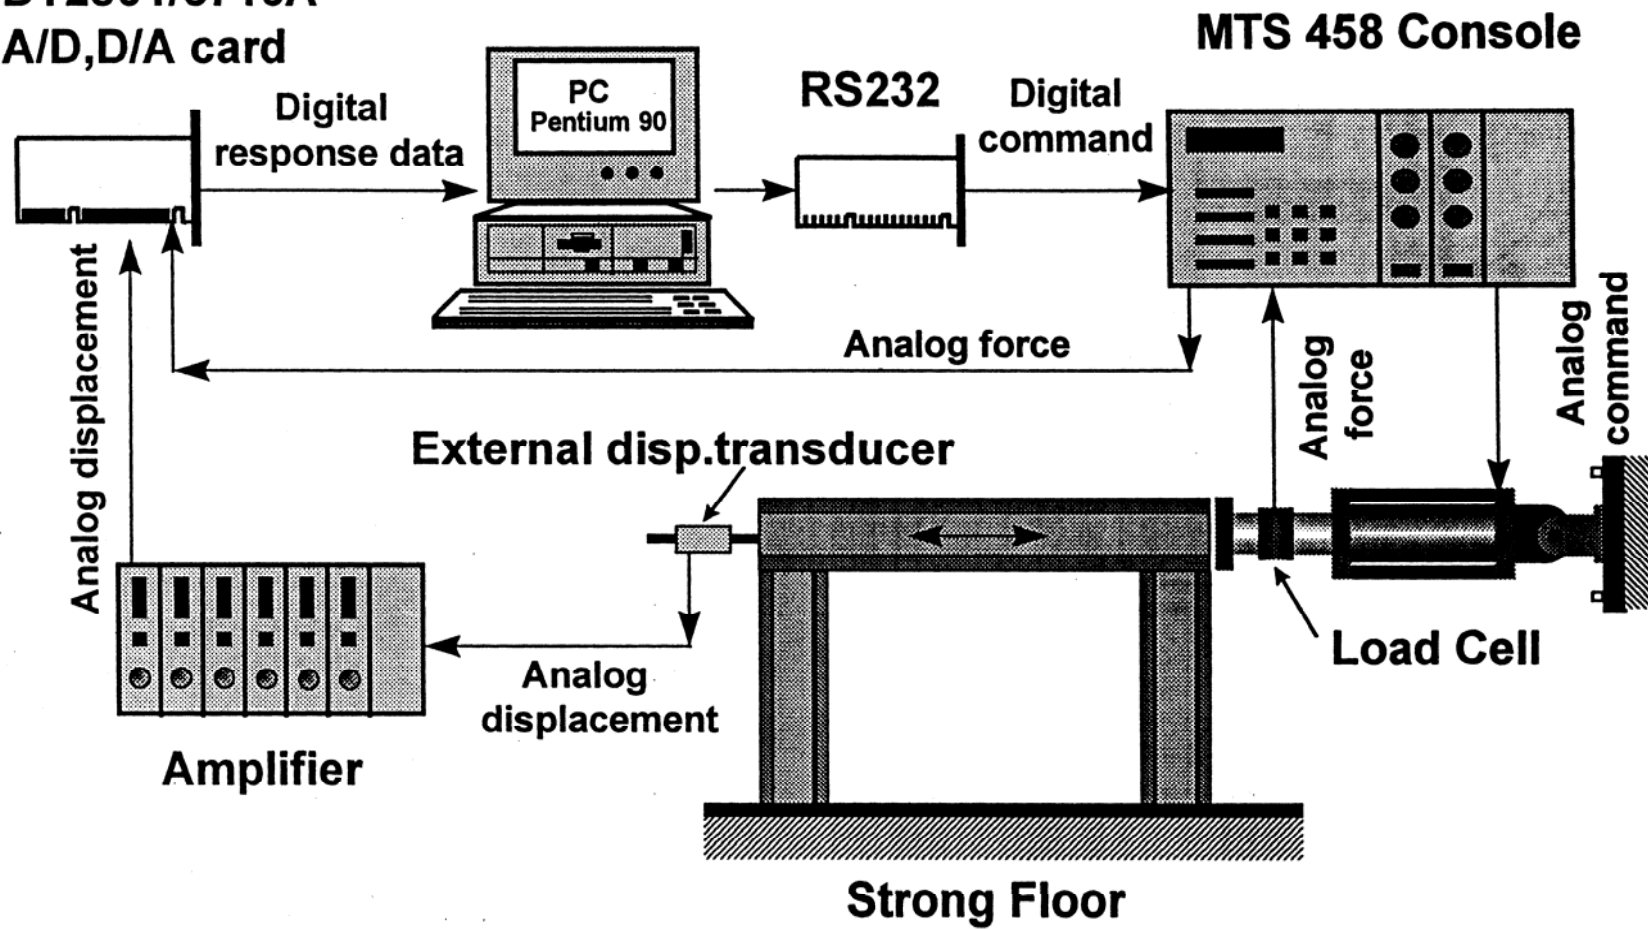 A/D,D/A card
MTS 458 Console
PC
Pentium 90
RS232
Digital
response data
Digital
command
Analog force
Analog displacement
Analog
force
Analog
command
External disp.transducer
Load Cell
Analog
displacement
Amplifier
Strong Floor